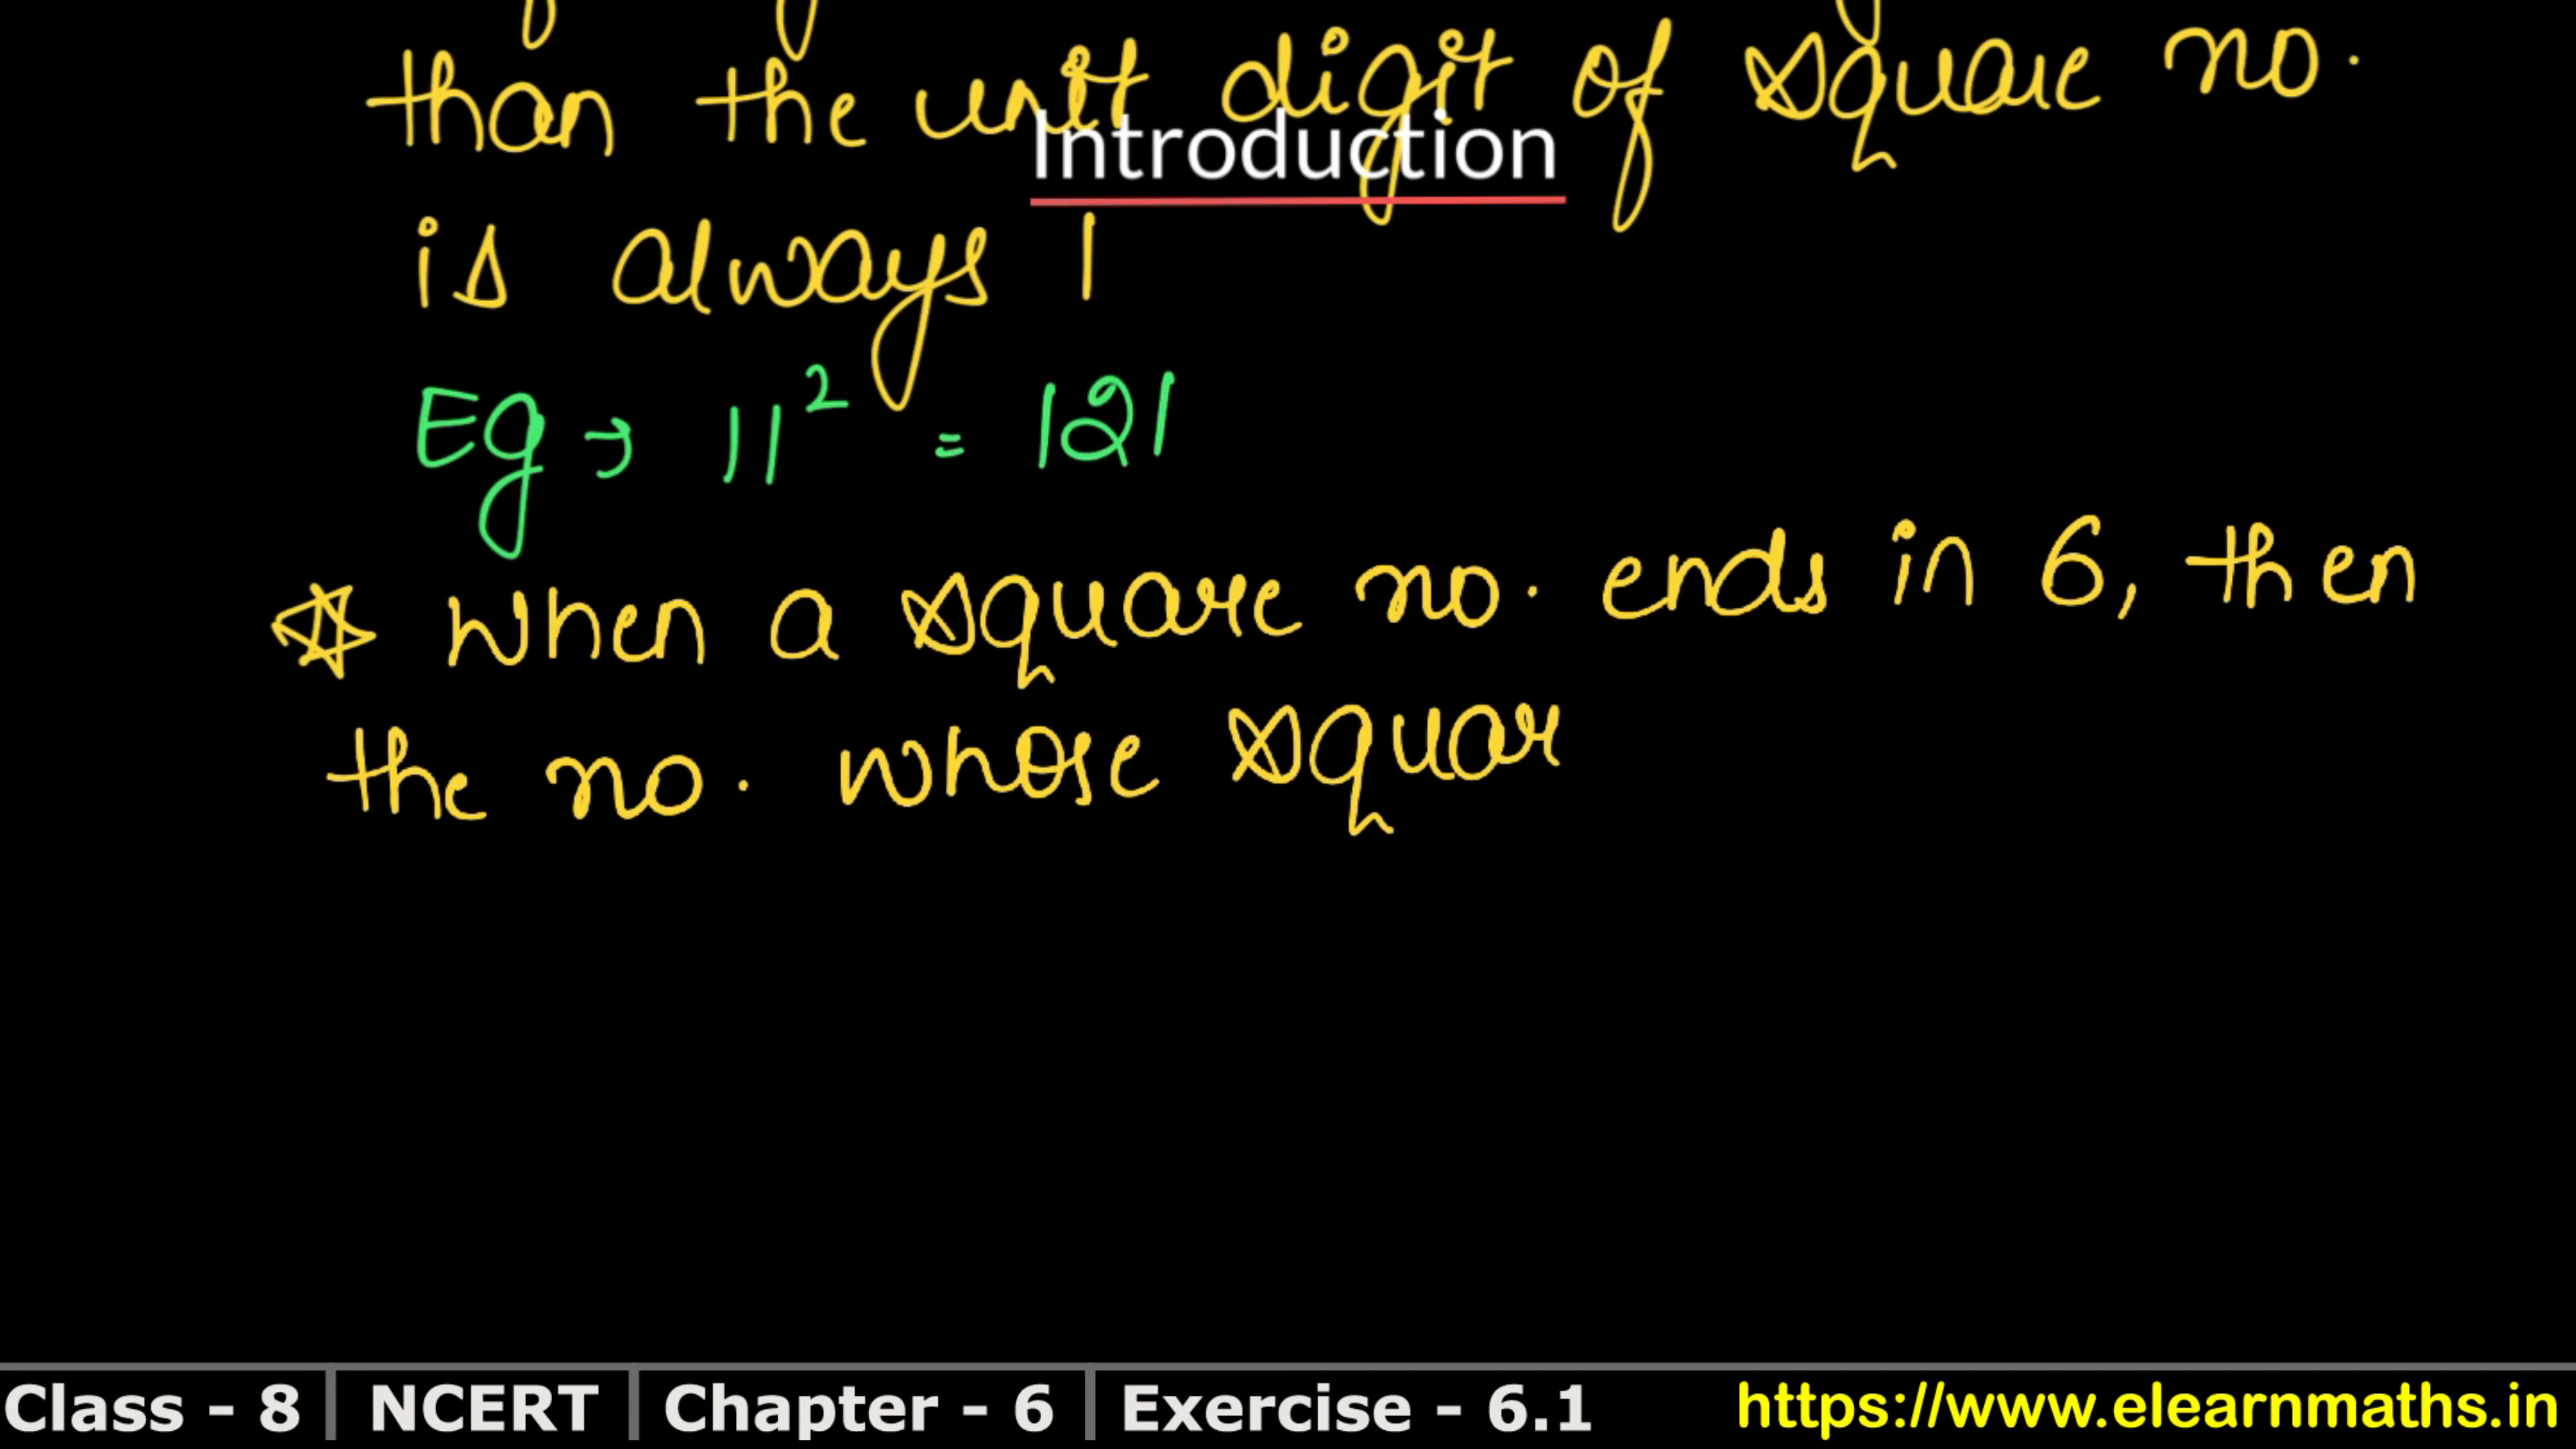 than the unit digit of square no.
Introduction
is always 1
Eg → 11² = 121
☆ when a square no. ends in 6, then
the no. whose squar
Class - 8 | NCERT | Chapter - 6 | Exercise - 6.1 https://www.elearnmaths.in